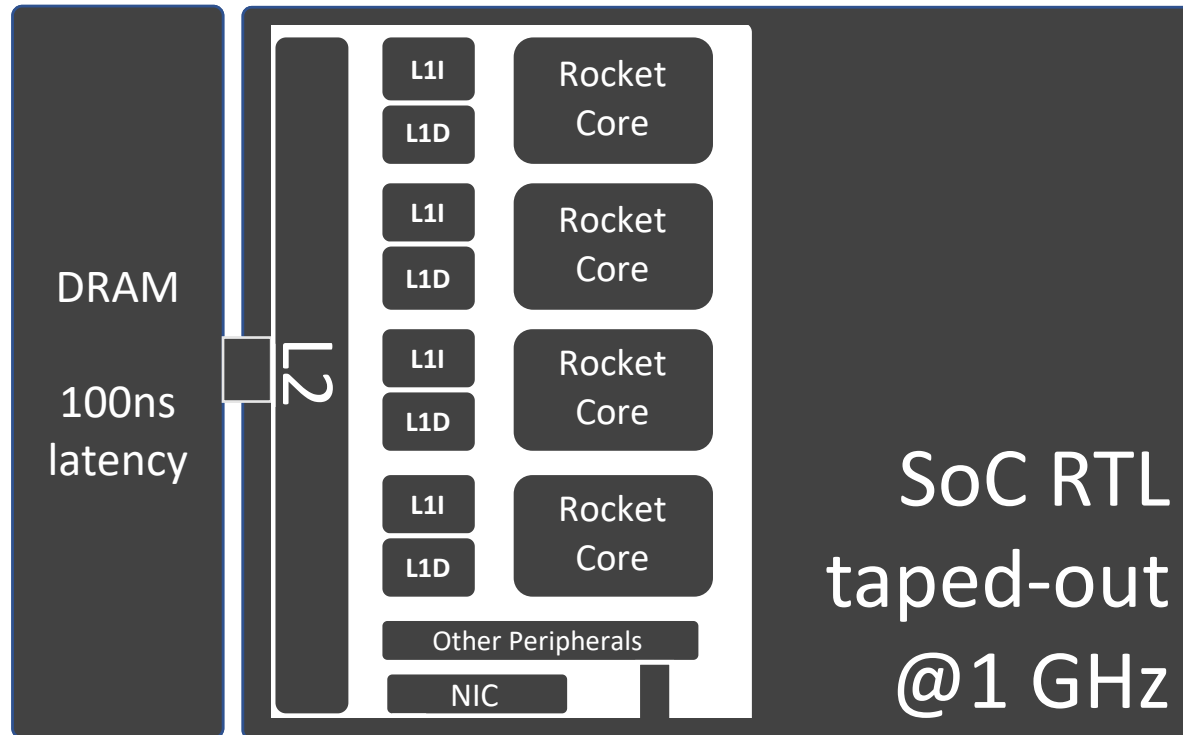 DRAM
100ns
latency
L2
L1I
L1D
Rocket
Core
L1I
L1D
Rocket
Core
L1I
L1D
Rocket
Core
L1I
L1D
Rocket
Core
Other Peripherals
NIC
SoC RTL
taped-out
@1 GHz